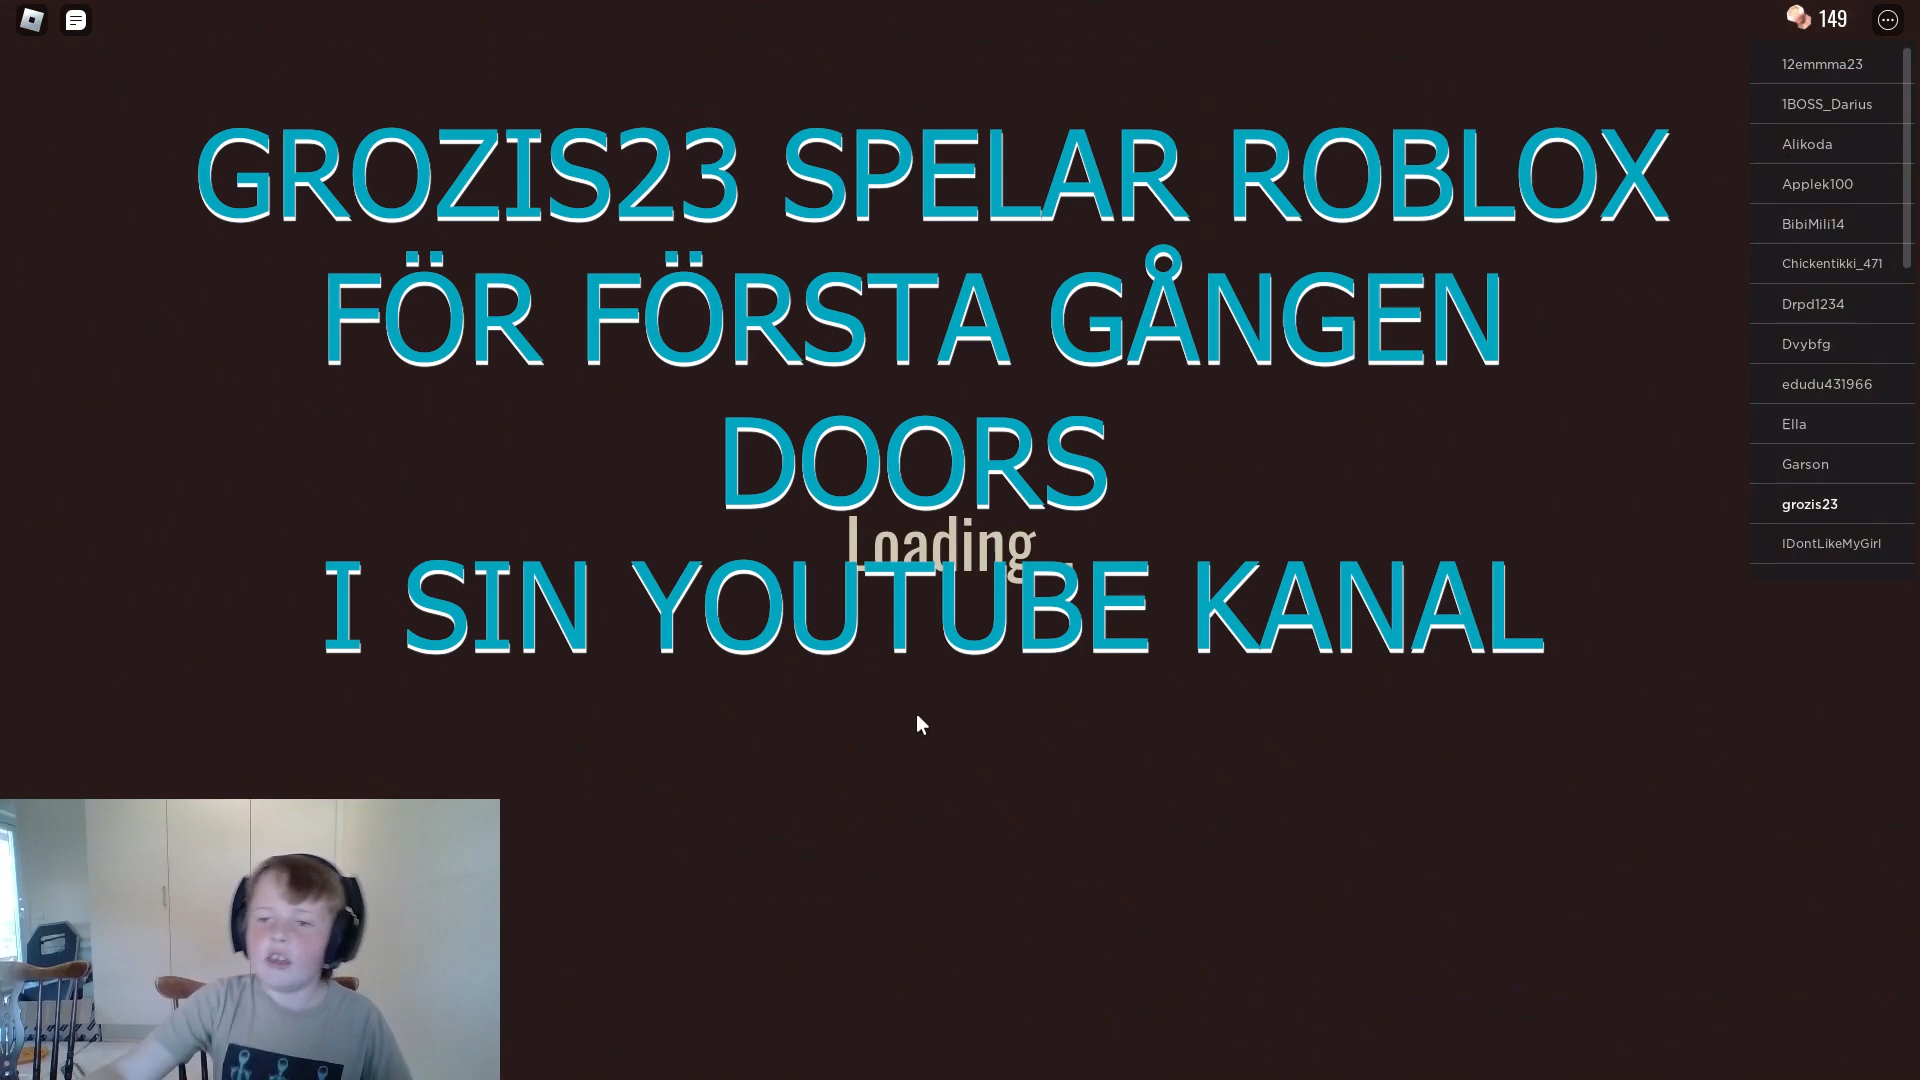 149
12emmma23
1BOSS_Darius
Alikoda
Applek100
BibiMili14
Chickentikki_471
Drpd1234
Dvybfg
edudu431966
Ella
Garson
grozis23
IDontLikeMyGirl
GROZIS23 SPELAR ROBLOX
FÖR FÖRSTA GÅNGEN
DOORS
Loading
I SIN YOUTUBE KANAL